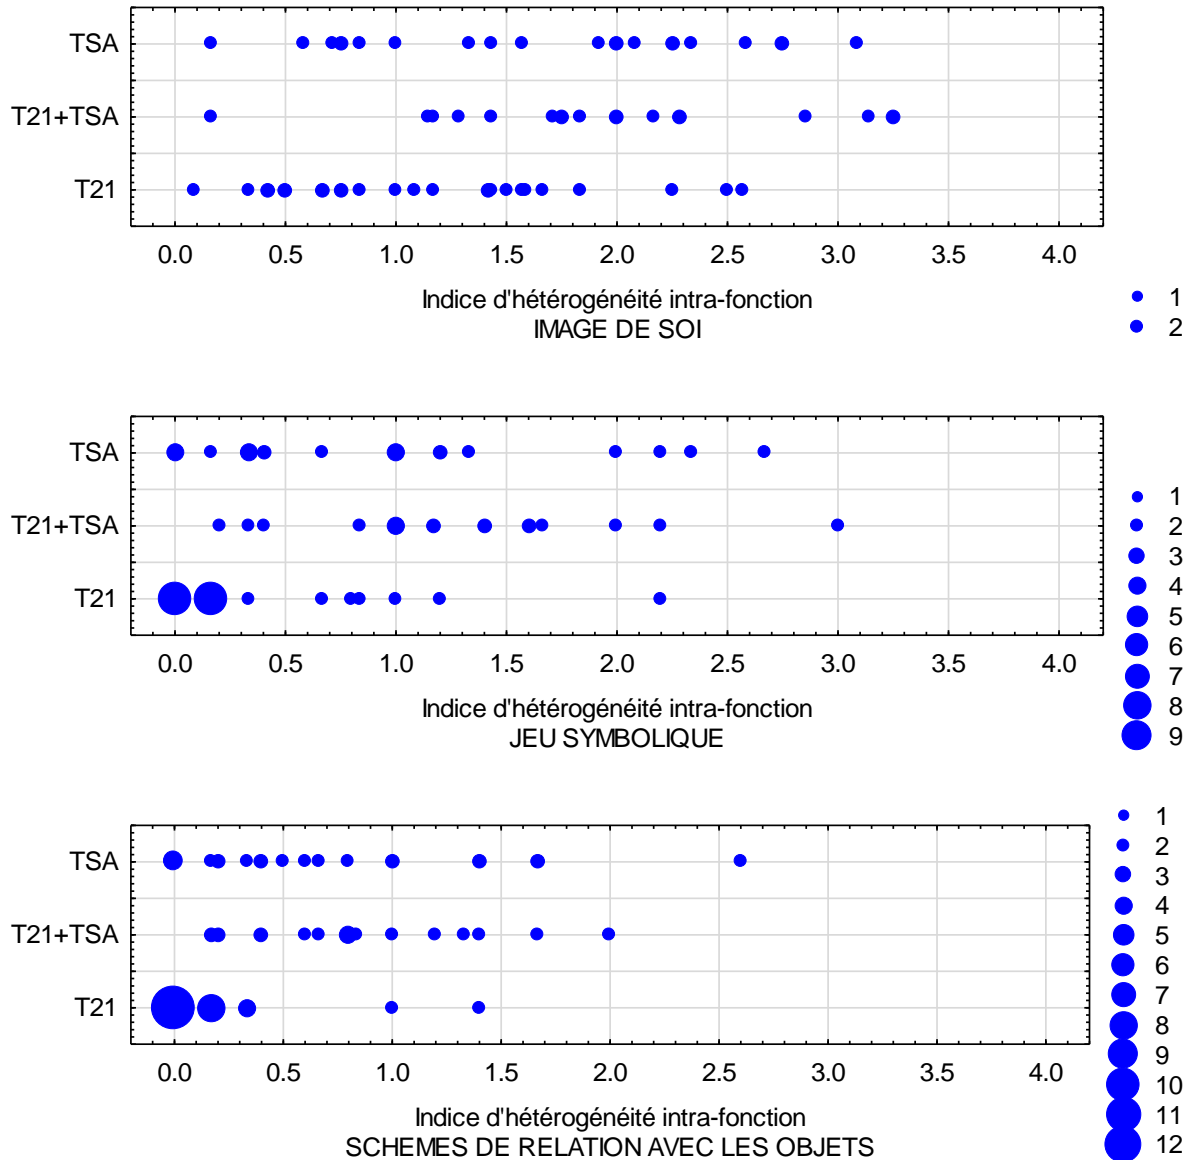 TSA
T21+TSA
T21
0.0 0.5 1.0 1.5 2.0 2.5 3.0 3.5 4.0
Indice d'hétérogénéité intra-fonction
IMAGE DE SOI
1
2
TSA
T21+TSA
T21
0.0 0.5 1.0 1.5 2.0 2.5 3.0 3.5 4.0
Indice d'hétérogénéité intra-fonction
JEU SYMBOLIQUE
1
2
3
4
5
6
7
8
9
TSA
T21+TSA
T21
0.0 0.5 1.0 1.5 2.0 2.5 3.0 3.5 4.0
Indice d'hétérogénéité intra-fonction
SCHEMES DE RELATION AVEC LES OBJETS
1
2
3
4
5
6
7
8
9
10
11
12